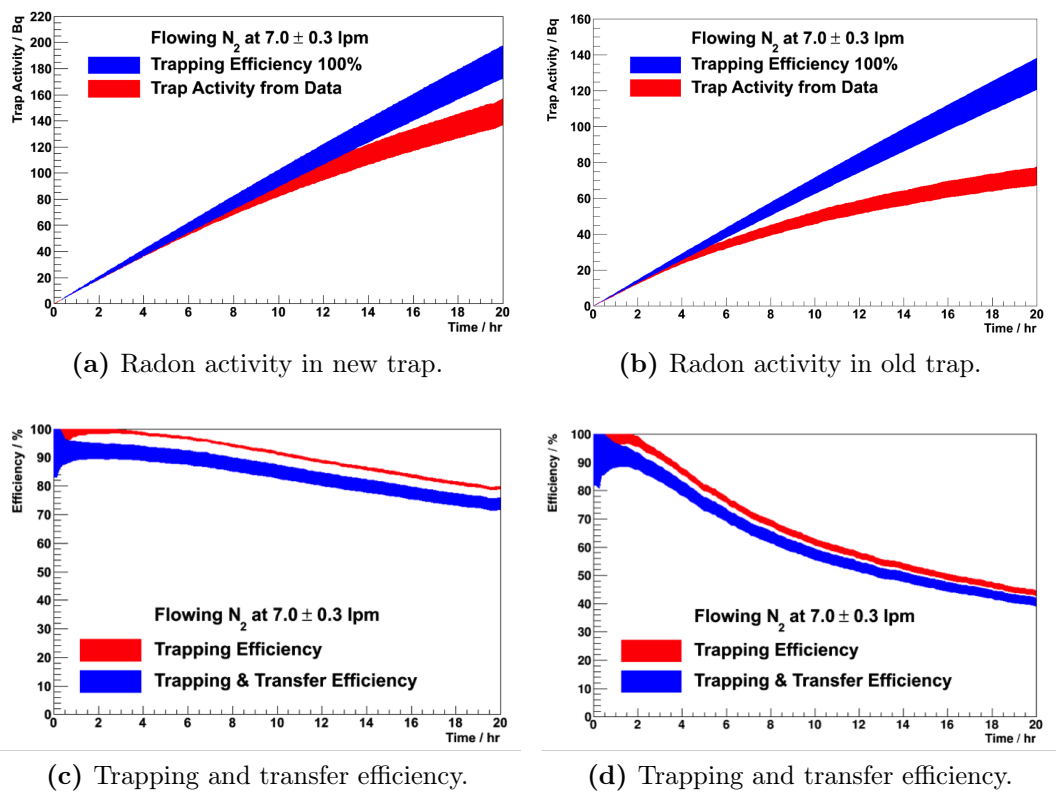 Trap Activity / Bq
220
200
180
160
140
120
100
80
60
40
20
0
Flowing N₂ at 7.0 ± 0.3 lpm
Trapping Efficiency 100%
Trap Activity from Data
0 2 4 6 8 10 12 14 16 18 20
Time / hr
(a) Radon activity in new trap.
Trap Activity / Bq
160
140
120
100
80
60
40
20
0
Flowing N₂ at 7.0 ± 0.3 lpm
Trapping Efficiency 100%
Trap Activity from Data
0 2 4 6 8 10 12 14 16 18 20
Time / hr
(b) Radon activity in old trap.
Efficiency / %
100
90
80
70
60
50
40
30
20
10
0
Flowing N₂ at 7.0 ± 0.3 lpm
Trapping Efficiency
Trapping & Transfer Efficiency
0 2 4 6 8 10 12 14 16 18 20
Time / hr
(c) Trapping and transfer efficiency.
Efficiency / %
100
90
80
70
60
50
40
30
20
10
0
Flowing N₂ at 7.0 ± 0.3 lpm
Trapping Efficiency
Trapping & Transfer Efficiency
0 2 4 6 8 10 12 14 16 18 20
Time / hr
(d) Trapping and transfer efficiency.